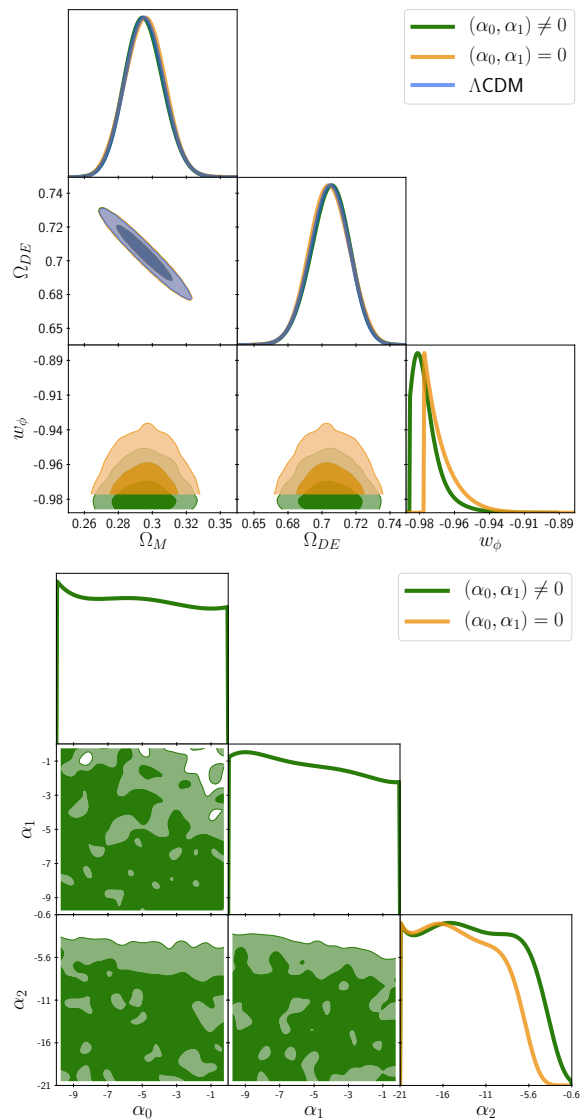 (α₀, α₁) ≠ 0
(α₀, α₁) = 0
ΛCDM
0.74
0.72
0.7
0.68
0.65
Ω_DE
-0.89
-0.91
-0.94
-0.96
-0.98
w_ϕ
0.26 0.28 0.3 0.32 0.35
0.65 0.68 0.7 0.72 0.74
-0.98 -0.96 -0.94 -0.91 -0.89
Ω_M Ω_DE w_ϕ
(α₀, α₁) ≠ 0
(α₀, α₁) = 0
-1
-3
-5
-7
-9
α₁
-0.6
-5.6
-11
-16
-21
α₂
-9 -7 -5 -3 -1
-9 -7 -5 -3 -1
-21 -16 -11 -5.6 -0.6
α₀ α₁ α₂